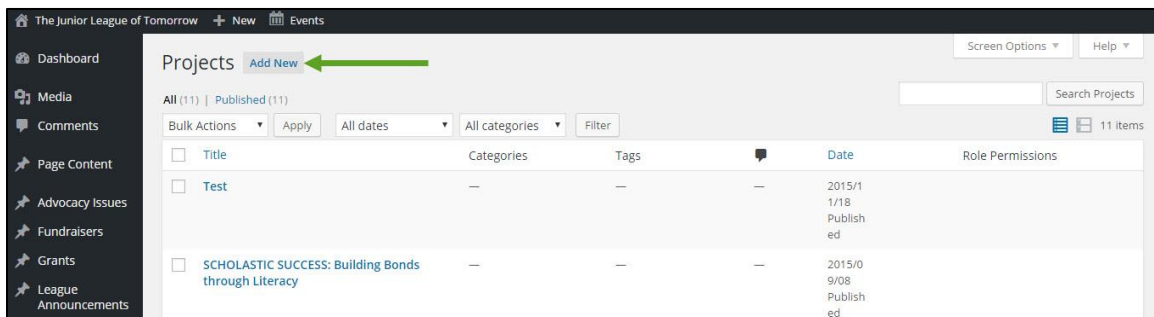 The Junior League of Tomorrow + New Events
Screen Options ▼ Help ▼
Dashboard
Projects Add New
Media
All (11) | Published (11)
Search Projects
Comments
Bulk Actions ▼ Apply All dates ▼ All categories ▼ Filter 11 items
Page Content
Title Categories Tags Date Role Permissions
Advocacy Issues
Test — — — 2015/1
1/18
Publish
ed
Fundraisers
Grants
League
Announcements
SCHOLASTIC SUCCESS: Building Bonds — — — 2015/0
through Literacy 9/08
Publish
ed